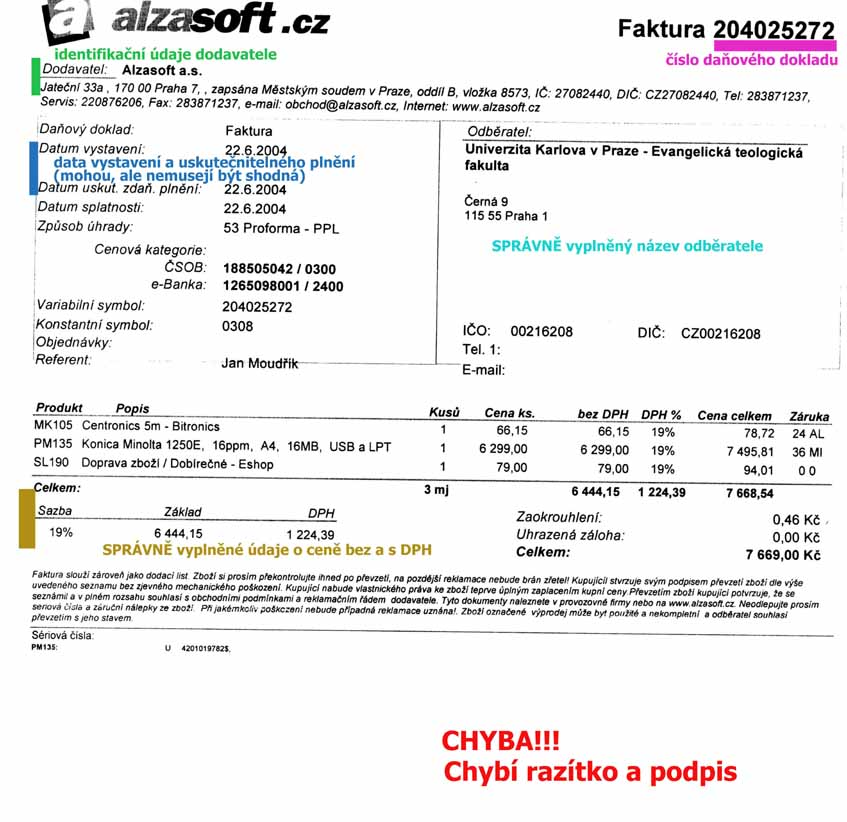 alzasoft.cz
Faktura 204025272
identifikační údaje dodavatele
číslo daňového dokladu
Dodavatel: Alzasoft a.s.
Jateční 33a , 170 00 Praha 7, , zapsána Městským soudem v Praze, oddíl B, vložka 8573, IČ: 27082440, DIČ: CZ27082440, Tel: 283871237,
Servis: 220876206, Fax: 283871237, e-mail: obchod@alzasoft.cz, Internet: www.alzasoft.cz
Daňový doklad: Faktura
Datum vystavení: 22.6.2004
data vystavení a uskutečnitelného plnění
(mohou, ale nemusejí být shodná)
Datum uskut. zdaň. plnění: 22.6.2004
Datum splatnosti: 22.6.2004
Způsob úhrady: 53 Proforma - PPL
Cenová kategorie:
ČSOB: 188505042 / 0300
e-Banka: 1265098001 / 2400
Variabilní symbol: 204025272
Konstantní symbol: 0308
Objednávky:
Referent: Jan Moudřík
Odběratel:
Univerzita Karlova v Praze - Evangelická teologická
fakulta
Černá 9
115 55 Praha 1
SPRÁVNĚ vyplněný název odběratele
IČO: 00216208 DIČ: CZ00216208
Tel. 1:
E-mail:
Produkt Popis Kusů Cena ks. bez DPH DPH % Cena celkem Záruka
MK105 Centronics 5m - Bitronics 1 66,15 66,15 19% 78,72 24 AL
PM135 Konica Minolta 1250E, 16ppm, A4, 16MB, USB a LPT 1 6 299,00 6 299,00 19% 7 495,81 36 MI
SL190 Doprava zboží / Dobírečné - Eshop 1 79,00 79,00 19% 94,01 0 0
Celkem: 3 mj 6 444,15 1 224,39 7 668,54
Sazba Základ DPH
19% 6 444,15 1 224,39
SPRÁVNĚ vyplněné údaje o ceně bez a s DPH
Zaokrouhlení: 0,46 Kč
Uhrazená záloha: 0,00 Kč
Celkem: 7 669,00 Kč
Faktura slouží zároveň jako dodací list. Zboží si prosím překontrolujte ihned po převzetí, na pozdější reklamace nebude brán zřetel! Kupující stvrzuje svým podpisem převzetí zboží dle výše
uvedeného seznamu bez zjevného mechanického poškození. Kupující nabude vlastnického práva ke zboží teprve úplným zaplacením kupní ceny.Převzetím zboží kupující potvrzuje, že se
seznámil a v plném rozsahu souhlasí s obchodními podmínkami a reklamačním řádem dodavatele. Tyto dokumenty naleznete v provozovně firmy nebo na www.alzasoft.cz. Neodlepujte prosím
seriová čísla a záruční nálepky ze zboží. Při jakémkoliv poškození nebude případná reklamace uznána!. Zboží označené výprodej může být použité a nekompletní a odběratel souhlasí
převzetím s jeho stavem.
Sériová čísla:
PM135: U 4201019782$,
CHYBA!!!
Chybí razítko a podpis